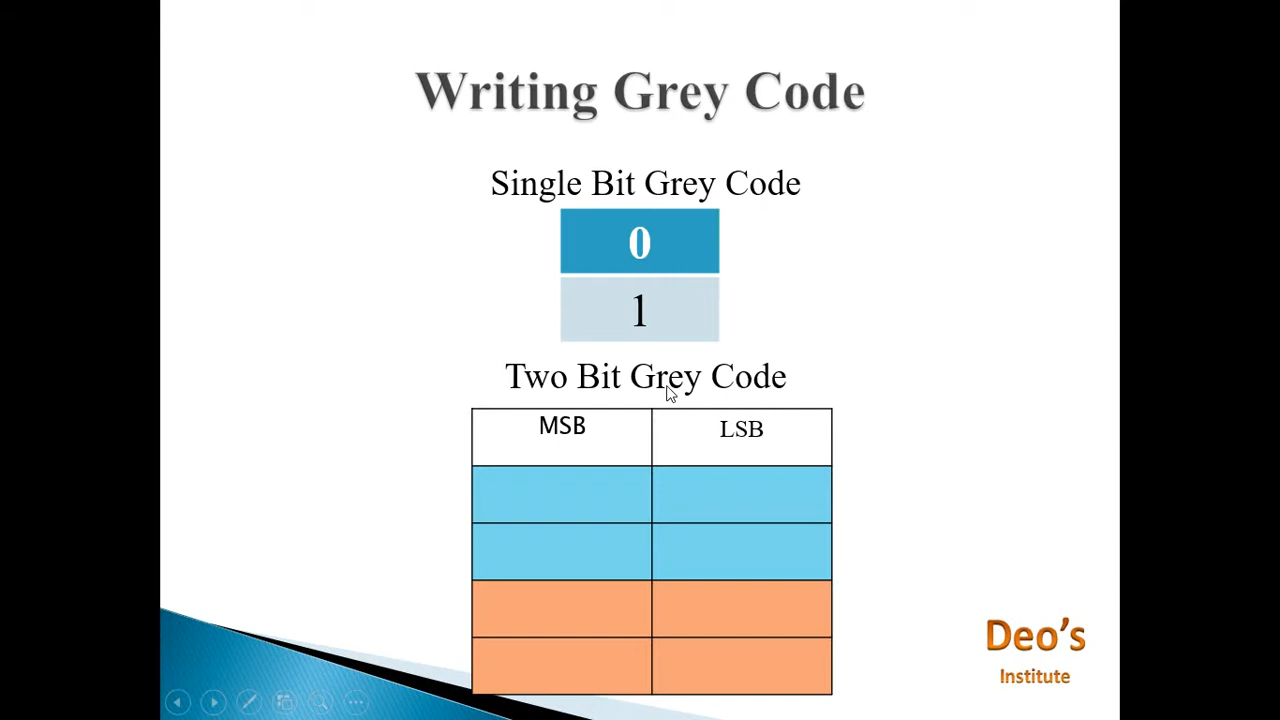 Writing Grey Code
Single Bit Grey Code
0
1
Two Bit Grey Code
MSB LSB
Deo's
Institute